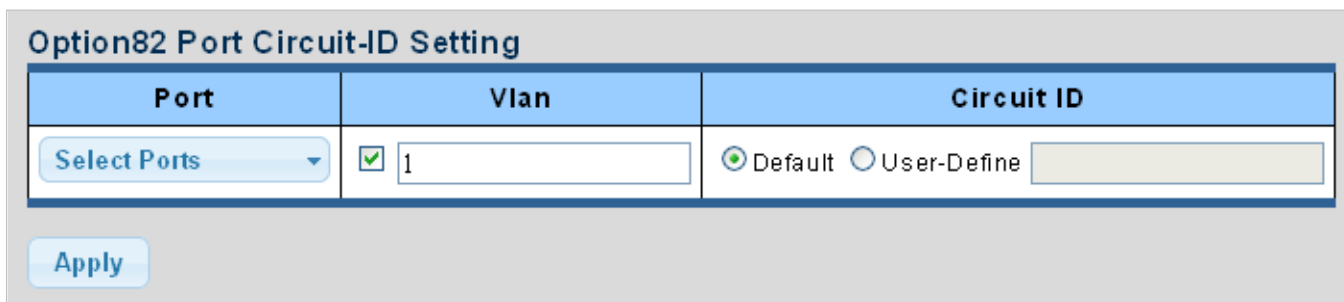 Option82 Port Circuit-ID Setting
Port Vlan Circuit ID
Select Ports 1 Default User-Define
Apply